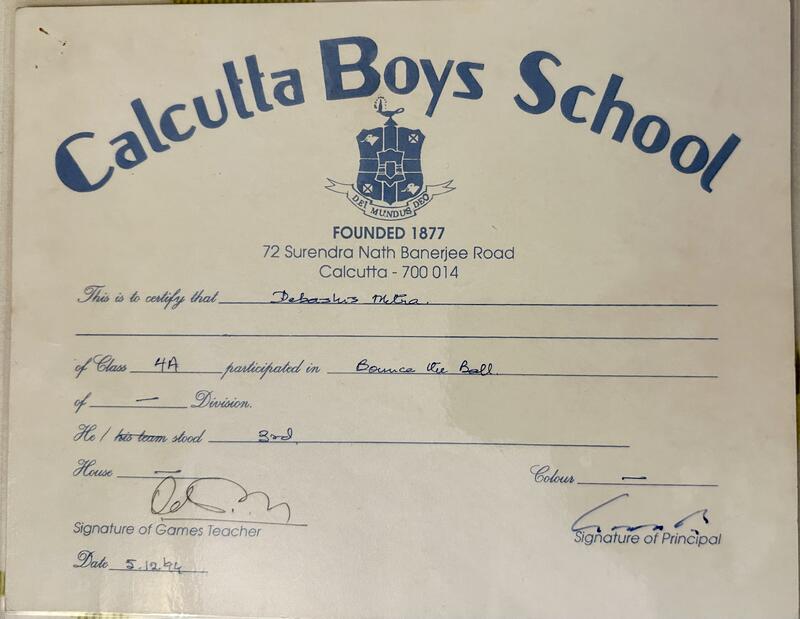 Calcutta Boys School
DEI MUNDUS DEO
FOUNDED 1877
72 Surendra Nath Banerjee Road
Calcutta - 700 014
This is to certify that Debashis Mitra.
of Class 4A participated in Bounce the Ball.
of — Division.
He / his team stood 3rd.
House — Colour —
Signature of Games Teacher Signature of Principal
Date 5.12.94